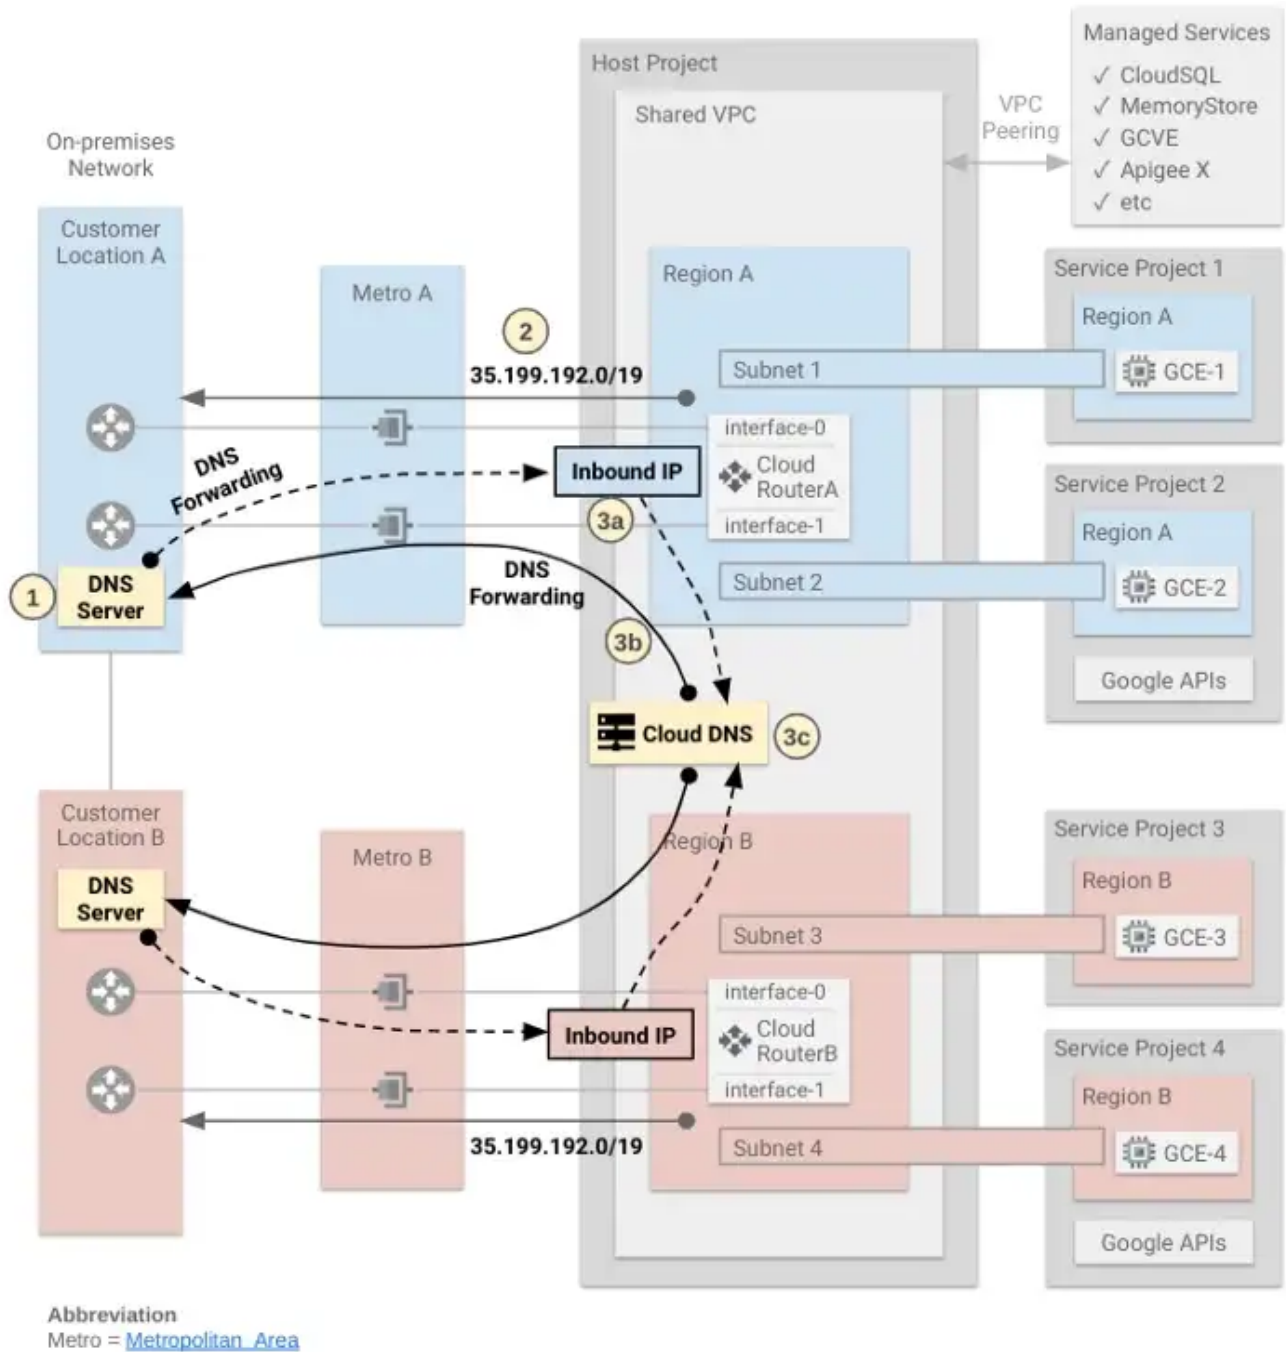 Managed Services
✓ CloudSQL
✓ MemoryStore
✓ GCVE
✓ Apigee X
✓ etc
Host Project
Shared VPC
VPC
Peering
On-premises
Network
Customer
Location A
Metro A
Region A
2
35.199.192.0/19
Subnet 1
Service Project 1
Region A
GCE-1
interface-0
DNS
Forwarding
Inbound IP
Cloud
RouterA
3a
interface-1
Service Project 2
Region A
GCE-2
1
DNS
Server
DNS
Forwarding
Subnet 2
3b
Google APIs
Cloud DNS
3c
Customer
Location B
Metro B
Region B
DNS
Server
Service Project 3
Region B
GCE-3
Subnet 3
interface-0
Inbound IP
Cloud
RouterB
interface-1
35.199.192.0/19
Subnet 4
Service Project 4
Region B
GCE-4
Google APIs
Abbreviation
Metro = Metropolitan Area